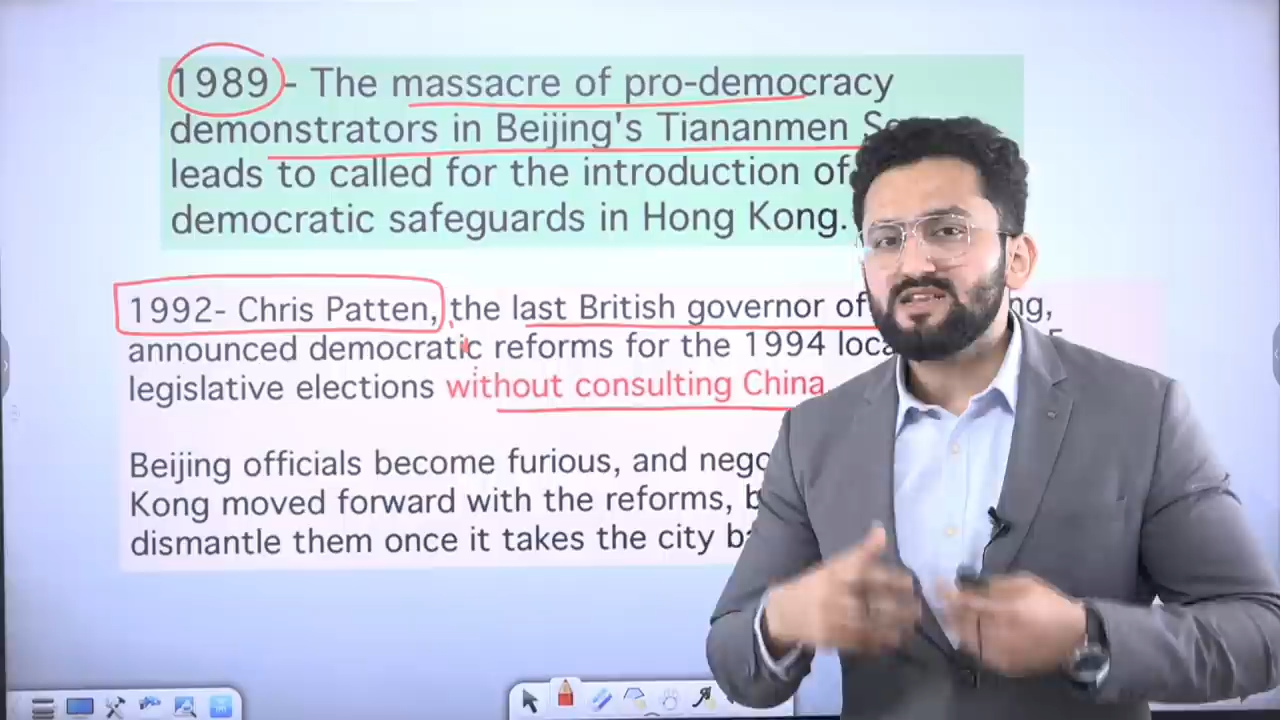 1989 - The massacre of pro-democracy
demonstrators in Beijing's Tiananmen
leads to called for the introduction of
democratic safeguards in Hong Kong.
1992- Chris Patten, the last British governor of
announced democratic reforms for the 1994
legislative elections without consulting China
Beijing officials become furious, and
Kong moved forward with the reforms,
dismantle them once it takes the city